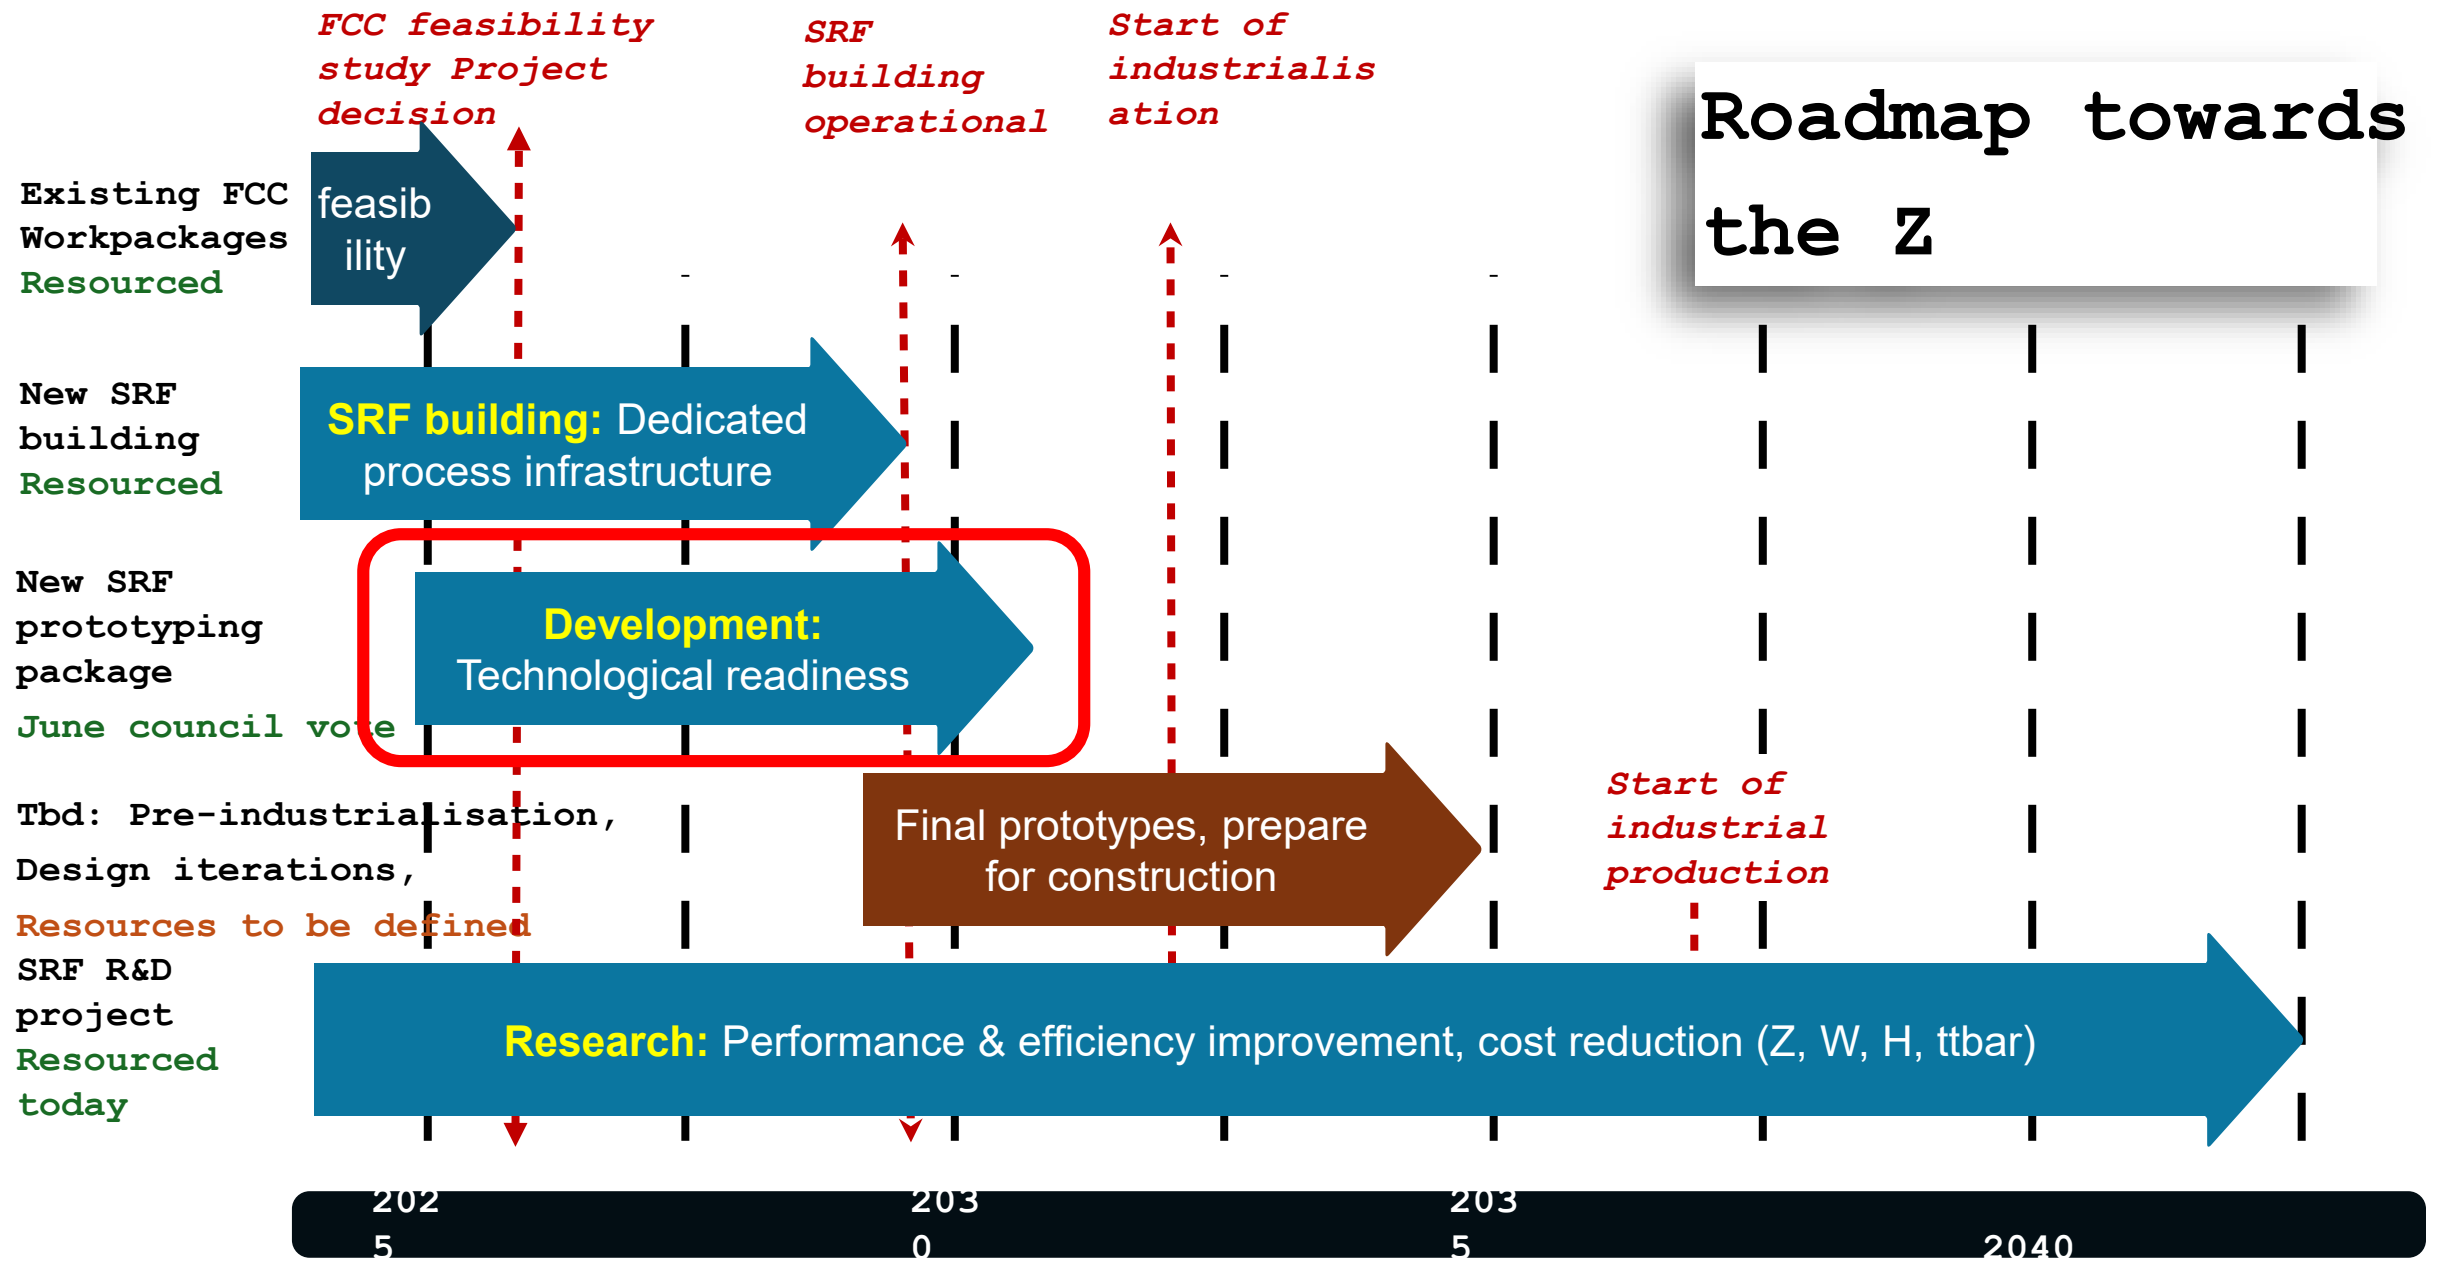 FCC feasibility
study Project
decision
SRF
building
operational
Start of
industrialis
ation
Roadmap towards
the Z
Existing FCC
Workpackages
Resourced
feasib
ility
New SRF
building
Resourced
SRF building: Dedicated
process infrastructure
New SRF
prototyping
package
June council vote
Development:
Technological readiness
Tbd: Pre-industrialisation,
Design iterations,
Resources to be defined
Final prototypes, prepare
for construction
Start of
industrial
production
SRF R&D
project
Resourced
today
Research: Performance & efficiency improvement, cost reduction (Z, W, H, ttbar)
202
5
203
0
203
5
2040